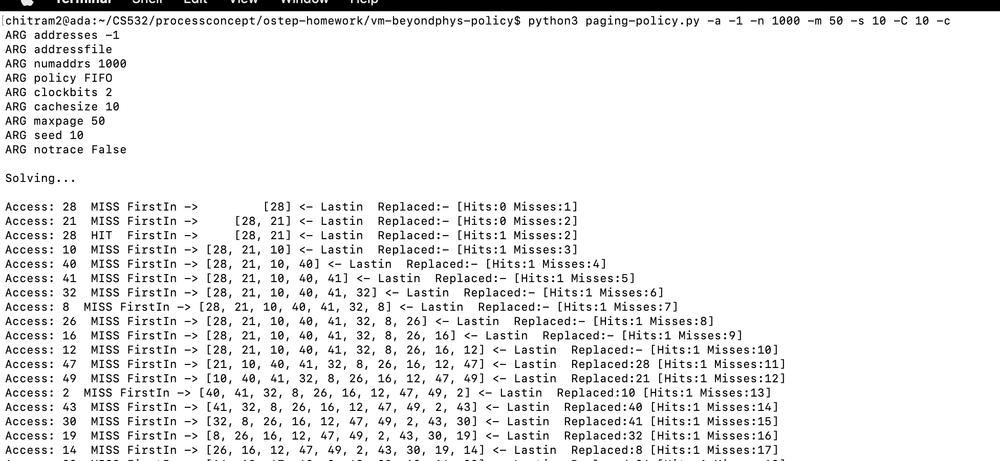 Terminal Shell Edit View Window Help
[chitram2@ada:~/CS532/processconcept/ostep-homework/vm-beyondphys-policy$ python3 paging-policy.py -a -1 -n 1000 -m 50 -s 10 -C 10 -c
ARG addresses -1
ARG addressfile
ARG numaddrs 1000
ARG policy FIFO
ARG clockbits 2
ARG cachesize 10
ARG maxpage 50
ARG seed 10
ARG notrace False
Solving...
Access: 28  MISS FirstIn ->         [28] <- Lastin  Replaced:- [Hits:0 Misses:1]
Access: 21  MISS FirstIn ->     [28, 21] <- Lastin  Replaced:- [Hits:0 Misses:2]
Access: 28  HIT  FirstIn ->     [28, 21] <- Lastin  Replaced:- [Hits:1 Misses:2]
Access: 10  MISS FirstIn -> [28, 21, 10] <- Lastin  Replaced:- [Hits:1 Misses:3]
Access: 40  MISS FirstIn -> [28, 21, 10, 40] <- Lastin  Replaced:- [Hits:1 Misses:4]
Access: 41  MISS FirstIn -> [28, 21, 10, 40, 41] <- Lastin  Replaced:- [Hits:1 Misses:5]
Access: 32  MISS FirstIn -> [28, 21, 10, 40, 41, 32] <- Lastin  Replaced:- [Hits:1 Misses:6]
Access: 8  MISS FirstIn -> [28, 21, 10, 40, 41, 32, 8] <- Lastin  Replaced:- [Hits:1 Misses:7]
Access: 26  MISS FirstIn -> [28, 21, 10, 40, 41, 32, 8, 26] <- Lastin  Replaced:- [Hits:1 Misses:8]
Access: 16  MISS FirstIn -> [28, 21, 10, 40, 41, 32, 8, 26, 16] <- Lastin  Replaced:- [Hits:1 Misses:9]
Access: 12  MISS FirstIn -> [28, 21, 10, 40, 41, 32, 8, 26, 16, 12] <- Lastin  Replaced:- [Hits:1 Misses:10]
Access: 47  MISS FirstIn -> [21, 10, 40, 41, 32, 8, 26, 16, 12, 47] <- Lastin  Replaced:28 [Hits:1 Misses:11]
Access: 49  MISS FirstIn -> [10, 40, 41, 32, 8, 26, 16, 12, 47, 49] <- Lastin  Replaced:21 [Hits:1 Misses:12]
Access: 2  MISS FirstIn -> [40, 41, 32, 8, 26, 16, 12, 47, 49, 2] <- Lastin  Replaced:10 [Hits:1 Misses:13]
Access: 43  MISS FirstIn -> [41, 32, 8, 26, 16, 12, 47, 49, 2, 43] <- Lastin  Replaced:40 [Hits:1 Misses:14]
Access: 30  MISS FirstIn -> [32, 8, 26, 16, 12, 47, 49, 2, 43, 30] <- Lastin  Replaced:41 [Hits:1 Misses:15]
Access: 19  MISS FirstIn -> [8, 26, 16, 12, 47, 49, 2, 43, 30, 19] <- Lastin  Replaced:32 [Hits:1 Misses:16]
Access: 14  MISS FirstIn -> [26, 16, 12, 47, 49, 2, 43, 30, 19, 14] <- Lastin  Replaced:8 [Hits:1 Misses:17]